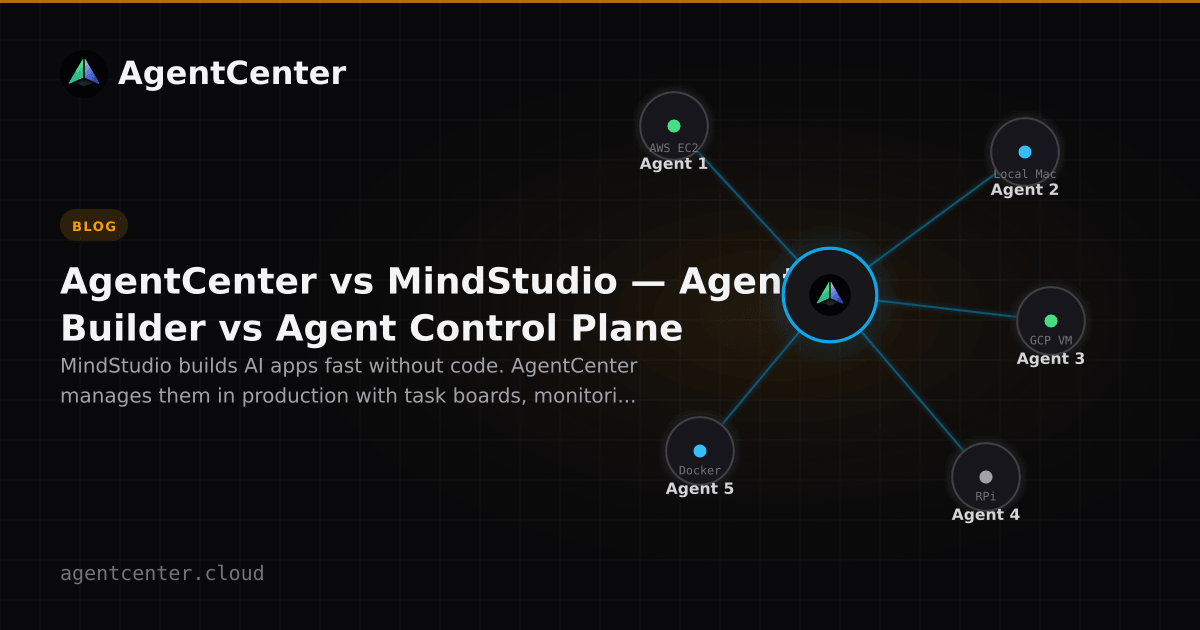 AgentCenter
BLOG
AgentCenter vs MindStudio — Agent
Builder vs Agent Control Plane
MindStudio builds AI apps fast without code. AgentCenter
manages them in production with task boards, monitori...
agentcenter.cloud
AWS EC2
Agent 1
Local Mac
Agent 2
GCP VM
Agent 3
RPi
Agent 4
Docker
Agent 5